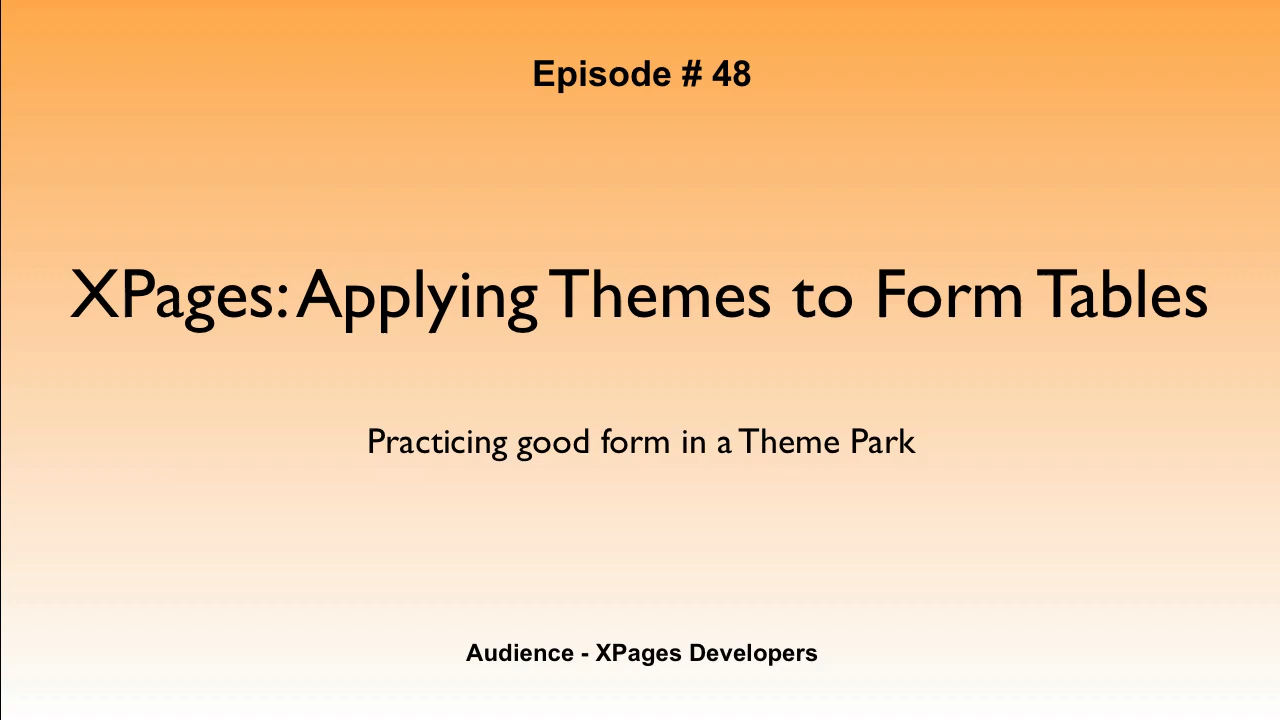 Episode # 48
XPages: Applying Themes to Form Tables
Practicing good form in a Theme Park
Audience - XPages Developers